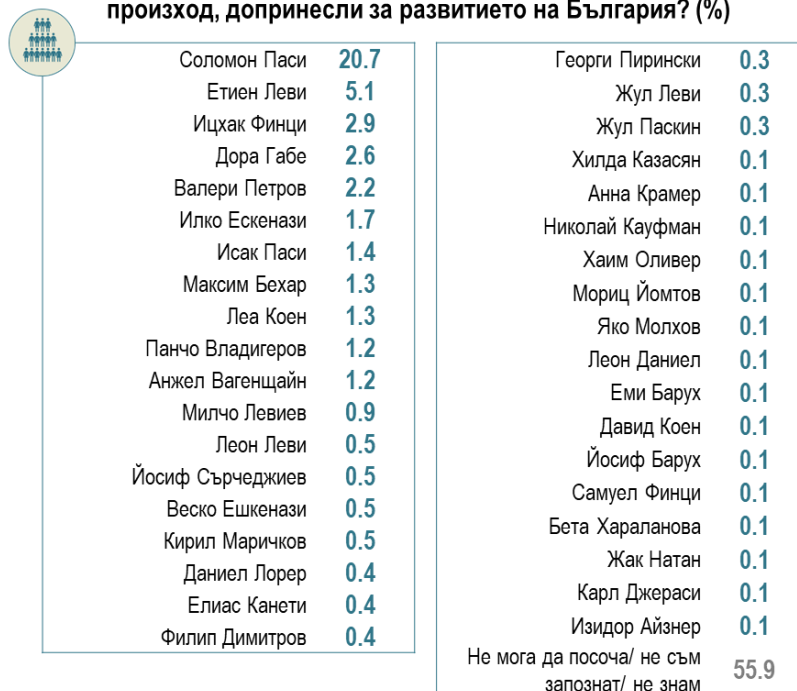 произход, допринесли за развитието на България? (%)
Соломон Паси 20.7
Етиен Леви 5.1
Ицхак Финци 2.9
Дора Габе 2.6
Валери Петров 2.2
Илко Ескенази 1.7
Исак Паси 1.4
Максим Бехар 1.3
Леа Коен 1.3
Панчо Владигеров 1.2
Анжел Вагенщайн 1.2
Милчо Левиев 0.9
Леон Леви 0.5
Йосиф Сърчеджиев 0.5
Веско Ешкенази 0.5
Кирил Маричков 0.5
Даниел Лорер 0.4
Елиас Канети 0.4
Филип Димитров 0.4
Георги Пирински 0.3
Жул Леви 0.3
Жул Паскин 0.3
Хилда Казасян 0.1
Анна Крамер 0.1
Николай Кауфман 0.1
Хаим Оливер 0.1
Мориц Йомтов 0.1
Яко Молхов 0.1
Леон Даниел 0.1
Еми Барух 0.1
Давид Коен 0.1
Йосиф Барух 0.1
Самуел Финци 0.1
Бета Хараланова 0.1
Жак Натан 0.1
Карл Джераси 0.1
Изидор Айзнер 0.1
Не мога да посоча/ не съм
запознат/ не знам 55.9